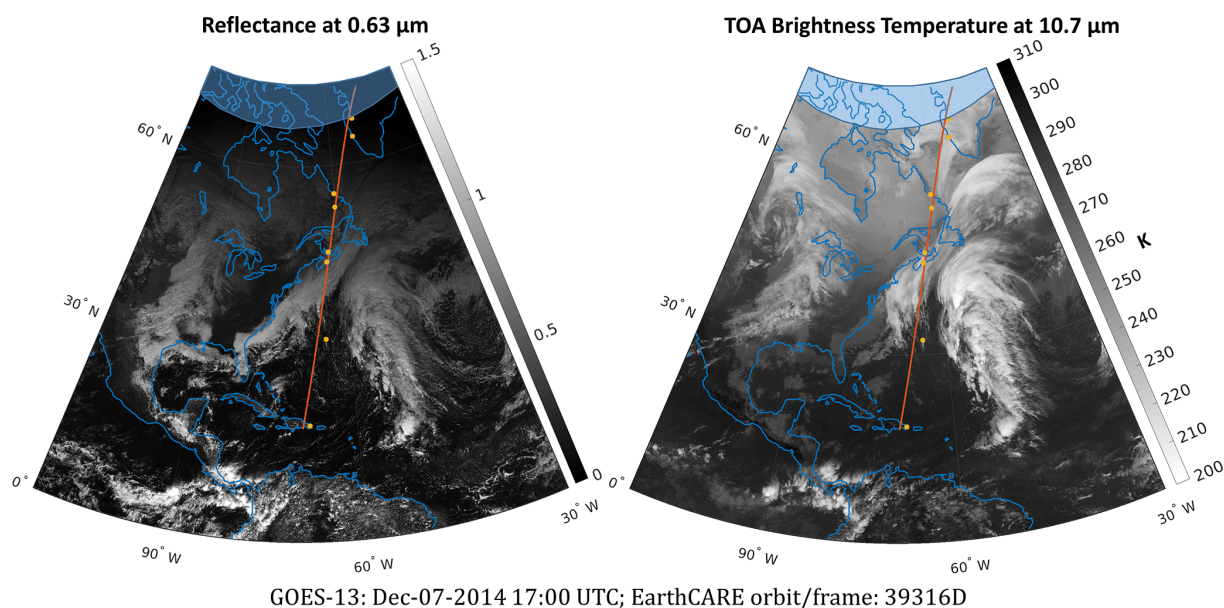 Reflectance at 0.63 µm
TOA Brightness Temperature at 10.7 µm
1.5
1
0.5
0
60° N
30° N
0°
90° W
60° W
30° W
310
300
290
280
270
260
K
250
240
230
220
210
200
60° N
30° N
0°
90° W
60° W
30° W
GOES-13: Dec-07-2014 17:00 UTC; EarthCARE orbit/frame: 39316D